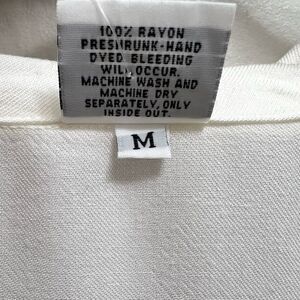 100% RAYON
PRESHRUNK-HAND
DYED BLEEDING
WILL OCCUR.
MACHINE WASH AND
MACHINE DRY
SEPARATELY, ONLY
INSIDE OUT.
M